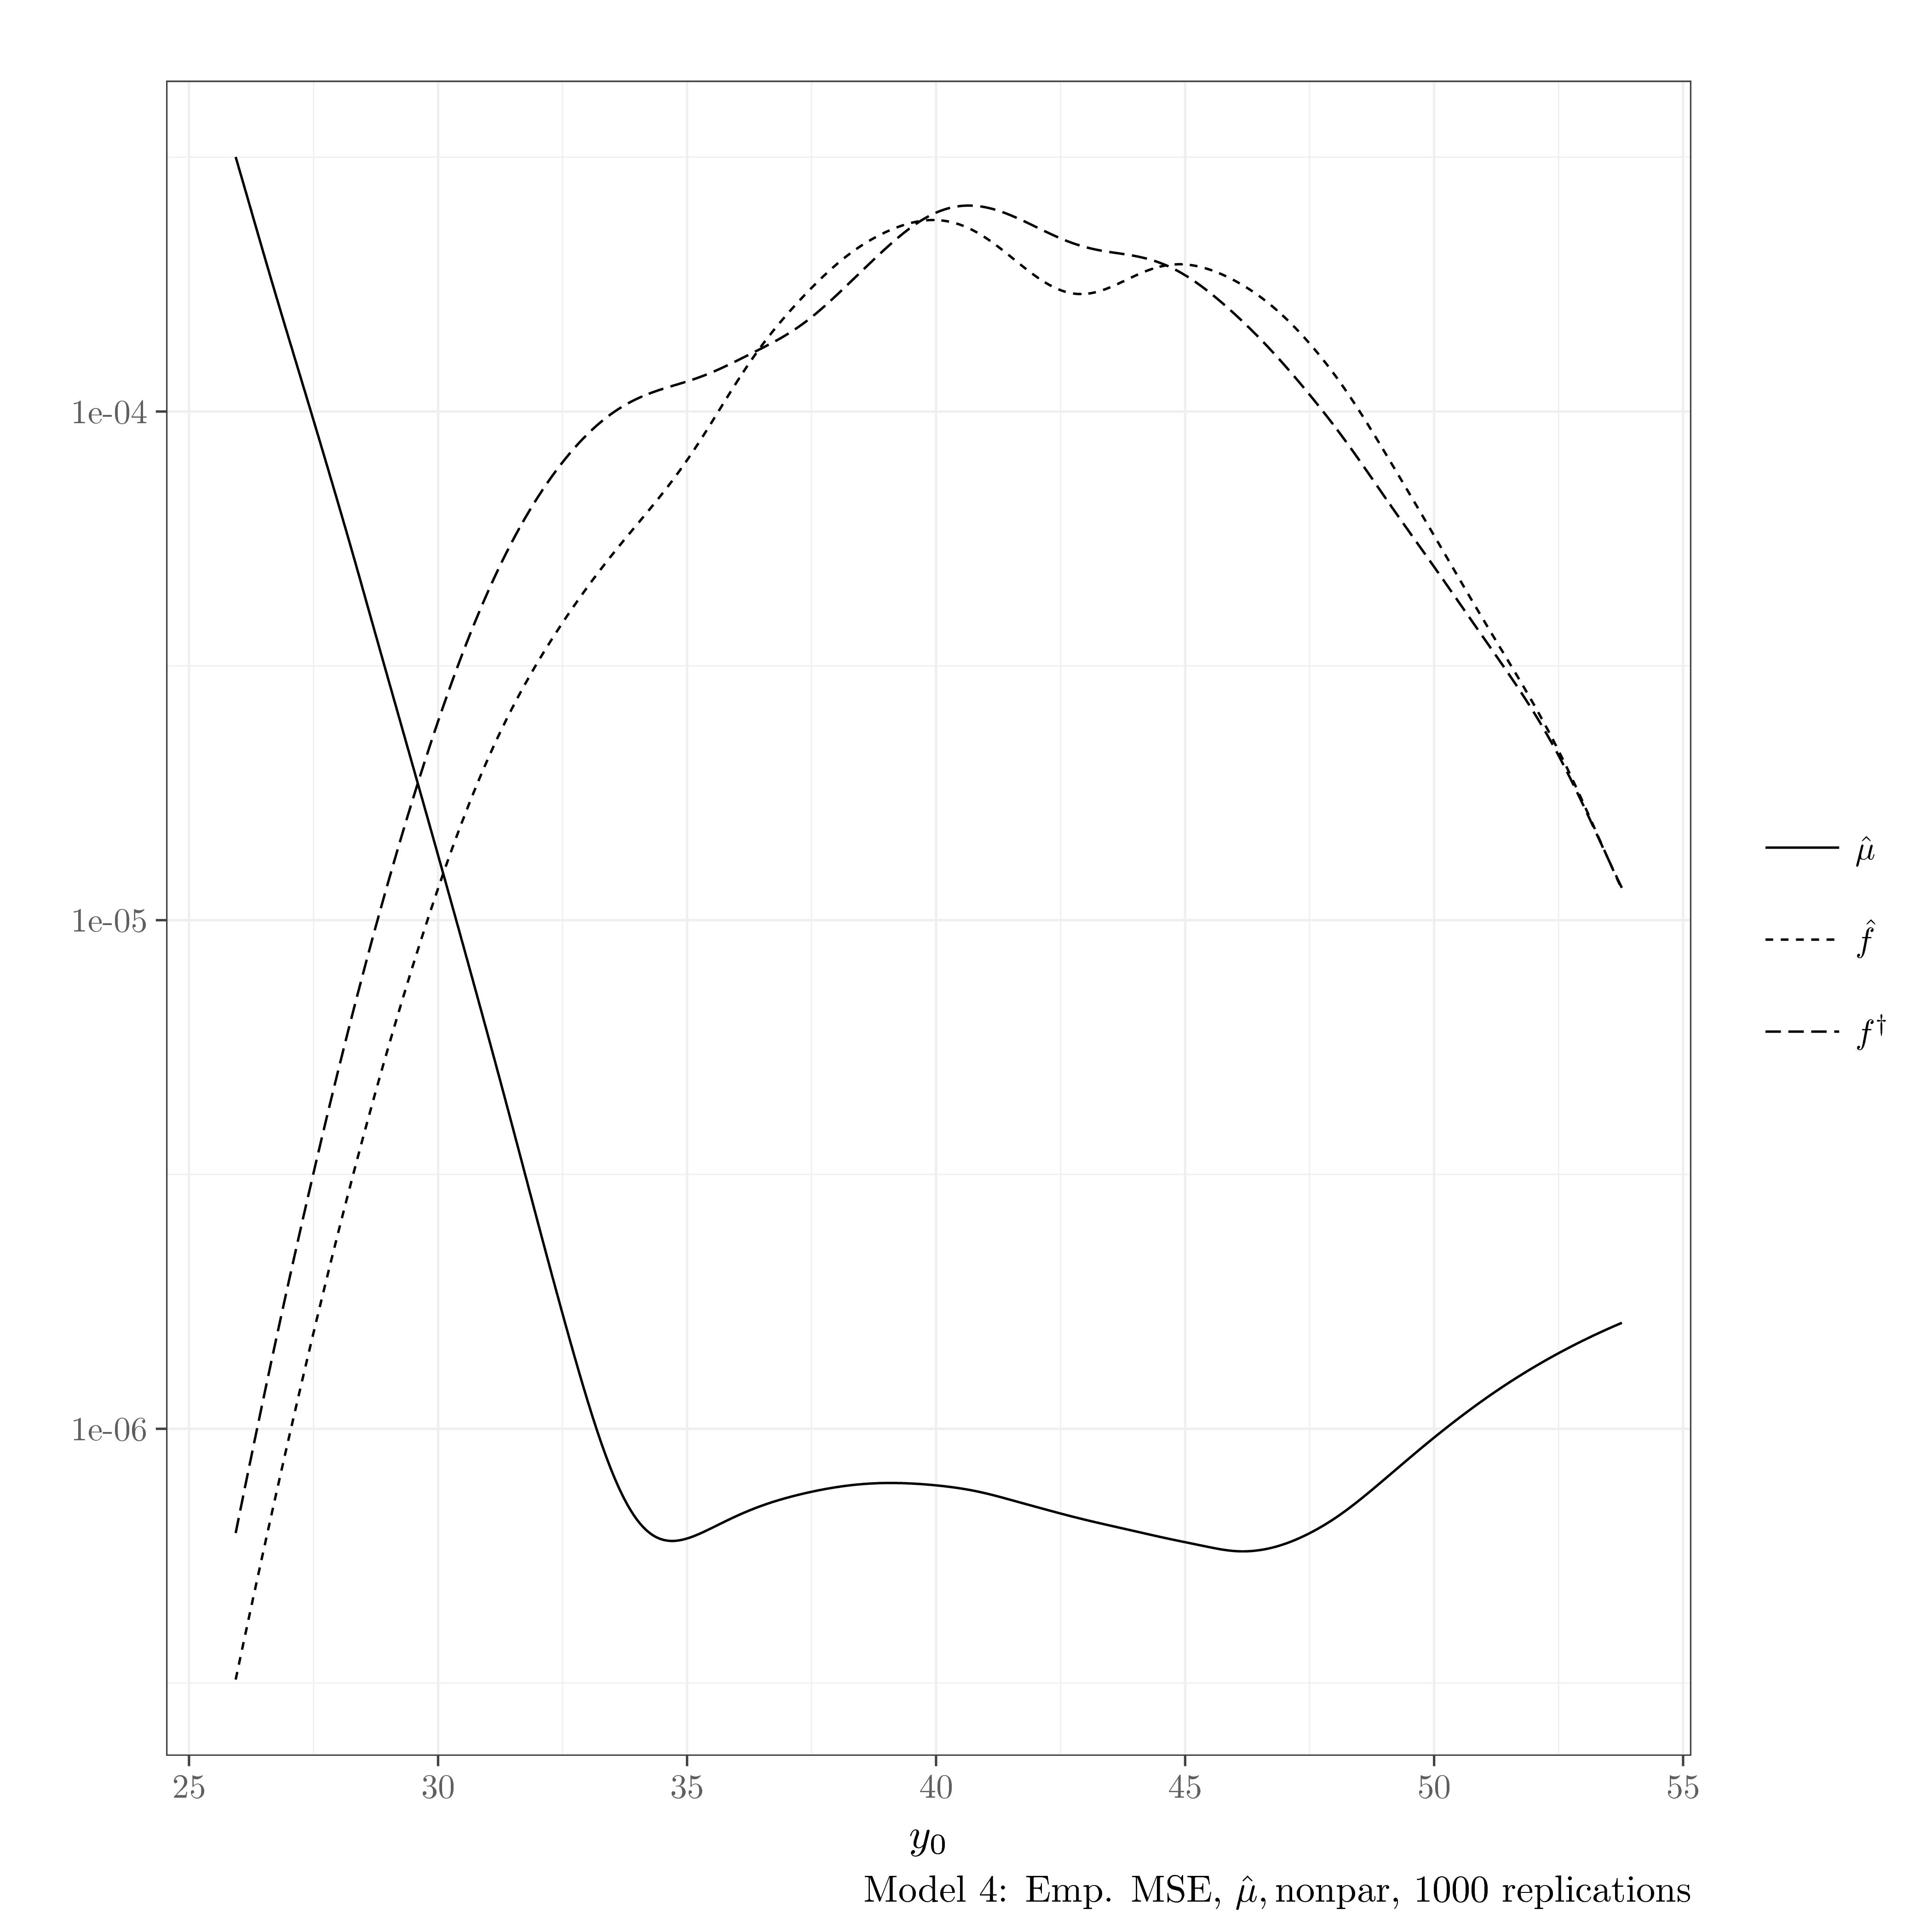 1e-04
1e-05
1e-06
25 30 35 40 45 50 55
y₀
μ̂
f̂
f†
Model 4: Emp. MSE, μ̂, nonpar, 1000 replications